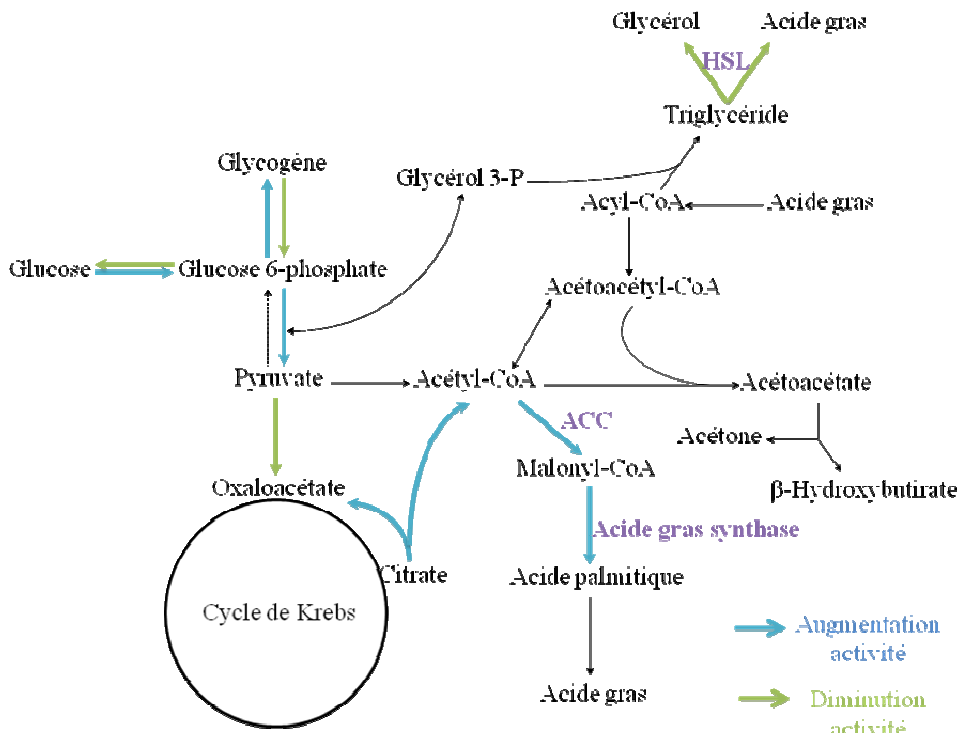 Glycérol
Acide gras
HSL
Triglycéride
Glycogène
Glycérol 3-P
Acyl-CoA
Acide gras
Glucose
Glucose 6-phosphate
Acétoacétyl-CoA
Pyruvate
Acétyl-CoA
Acétoacétate
ACC
Acétone
Malonyl-CoA
Oxaloacétate
β-Hydroxybutirate
Acide gras synthase
Citrate
Acide palmitique
Cycle de Krebs
Augmentation
activité
Acide gras
Diminution
activité